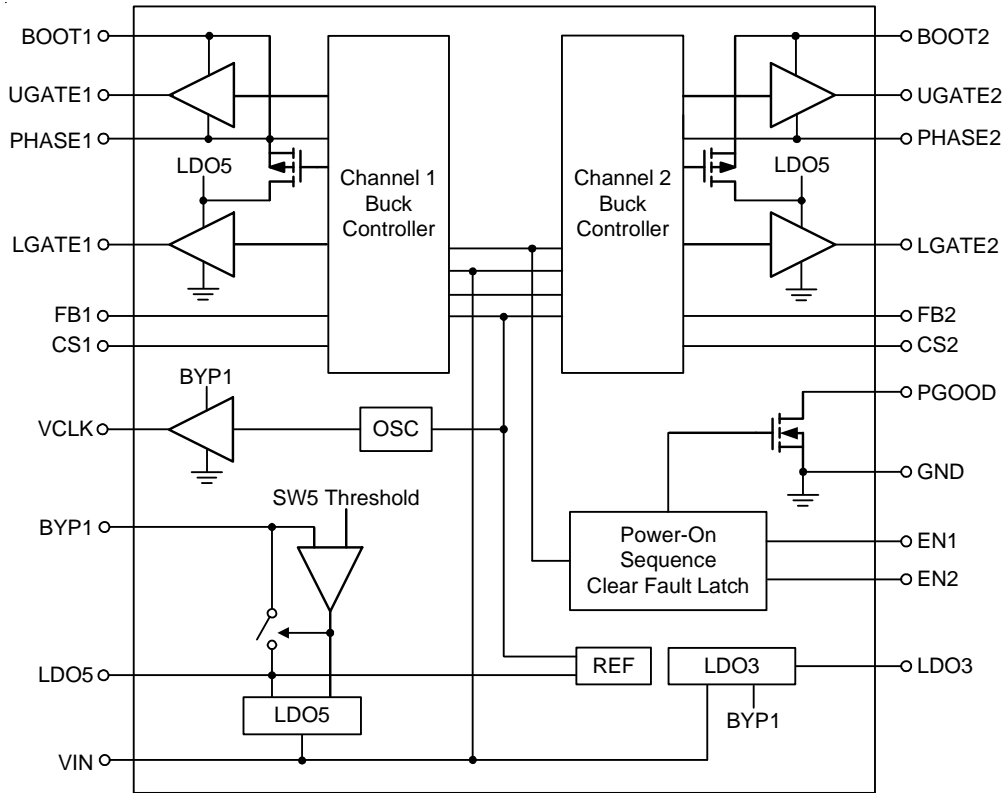 BOOT1
UGATE1
PHASE1
LDO5
LGATE1
FB1
CS1
Channel 1
Buck
Controller
Channel 2
Buck
Controller
BOOT2
UGATE2
PHASE2
LDO5
LGATE2
FB2
CS2
BYP1
VCLK
OSC
PGOOD
GND
SW5 Threshold
BYP1
Power-On
Sequence
Clear Fault Latch
EN1
EN2
LDO5
REF
LDO3
LDO3
LDO5
BYP1
VIN